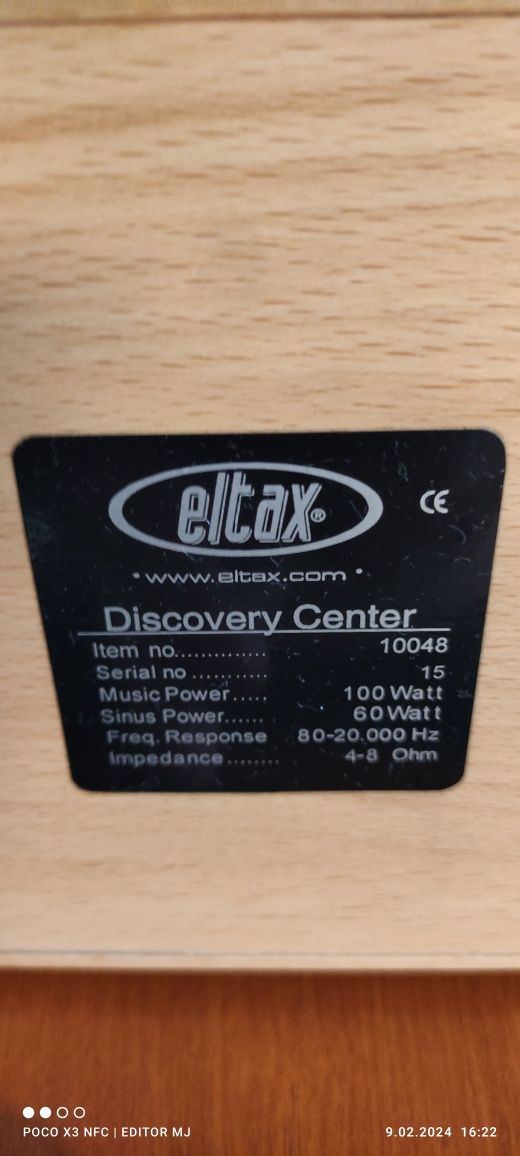 eltax®
• www.eltax.com •
CE
Discovery Center
Item no.............. 10048
Serial no ........... 15
Music Power..... 100 Watt
Sinus Power...... 60 Watt
Freq. Response 80-20.000 Hz
Impedance ........ 4-8 Ohm
POCO X3 NFC | EDITOR MJ
9.02.2024 16:22